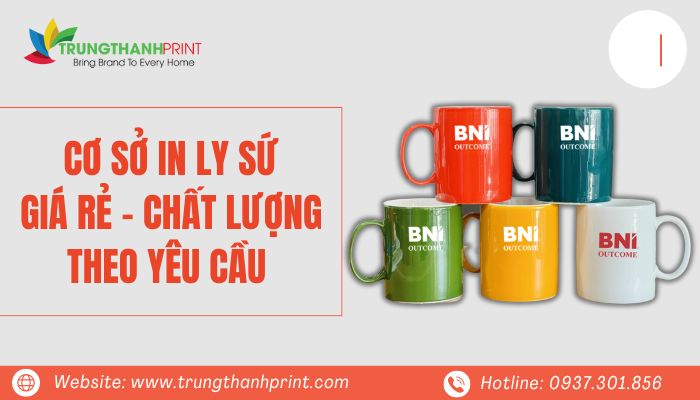 TRUNGTHANHPRINT
Bring Brand To Every Home
CƠ SỞ IN LY SỨ
GIÁ RẺ - CHẤT LƯỢNG
THEO YÊU CẦU
BNI
OUTCOME
BNI
OUTCOME
BNI
OUTCOME
BNI
OUTCOME
BNI
OUTCOME
Website: www.trungthanhprint.com
Hotline: 0937.301.856